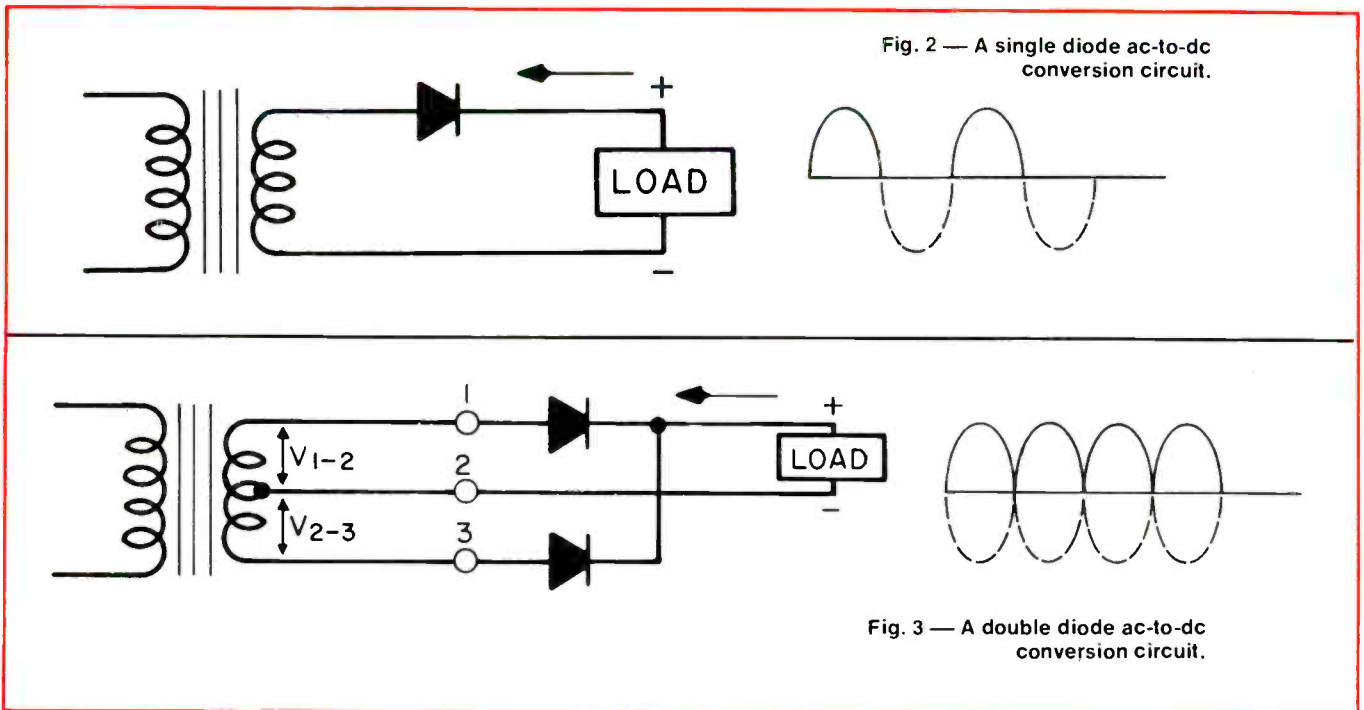 Fig. 2 — A single diode ac-to-dc
conversion circuit.
+
LOAD
−
1
V1-2
2
V2-3
3
+
LOAD
−
Fig. 3 — A double diode ac-to-dc
conversion circuit.